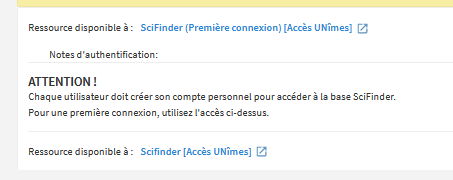 Ressource disponible à : SciFinder (Première connexion) [Accès UNîmes]
Notes d'authentification:
ATTENTION !
Chaque utilisateur doit créer son compte personnel pour accéder à la base SciFinder.
Pour une première connexion, utilisez l'accès ci-dessus.
Ressource disponible à : Scifinder [Accès UNîmes]